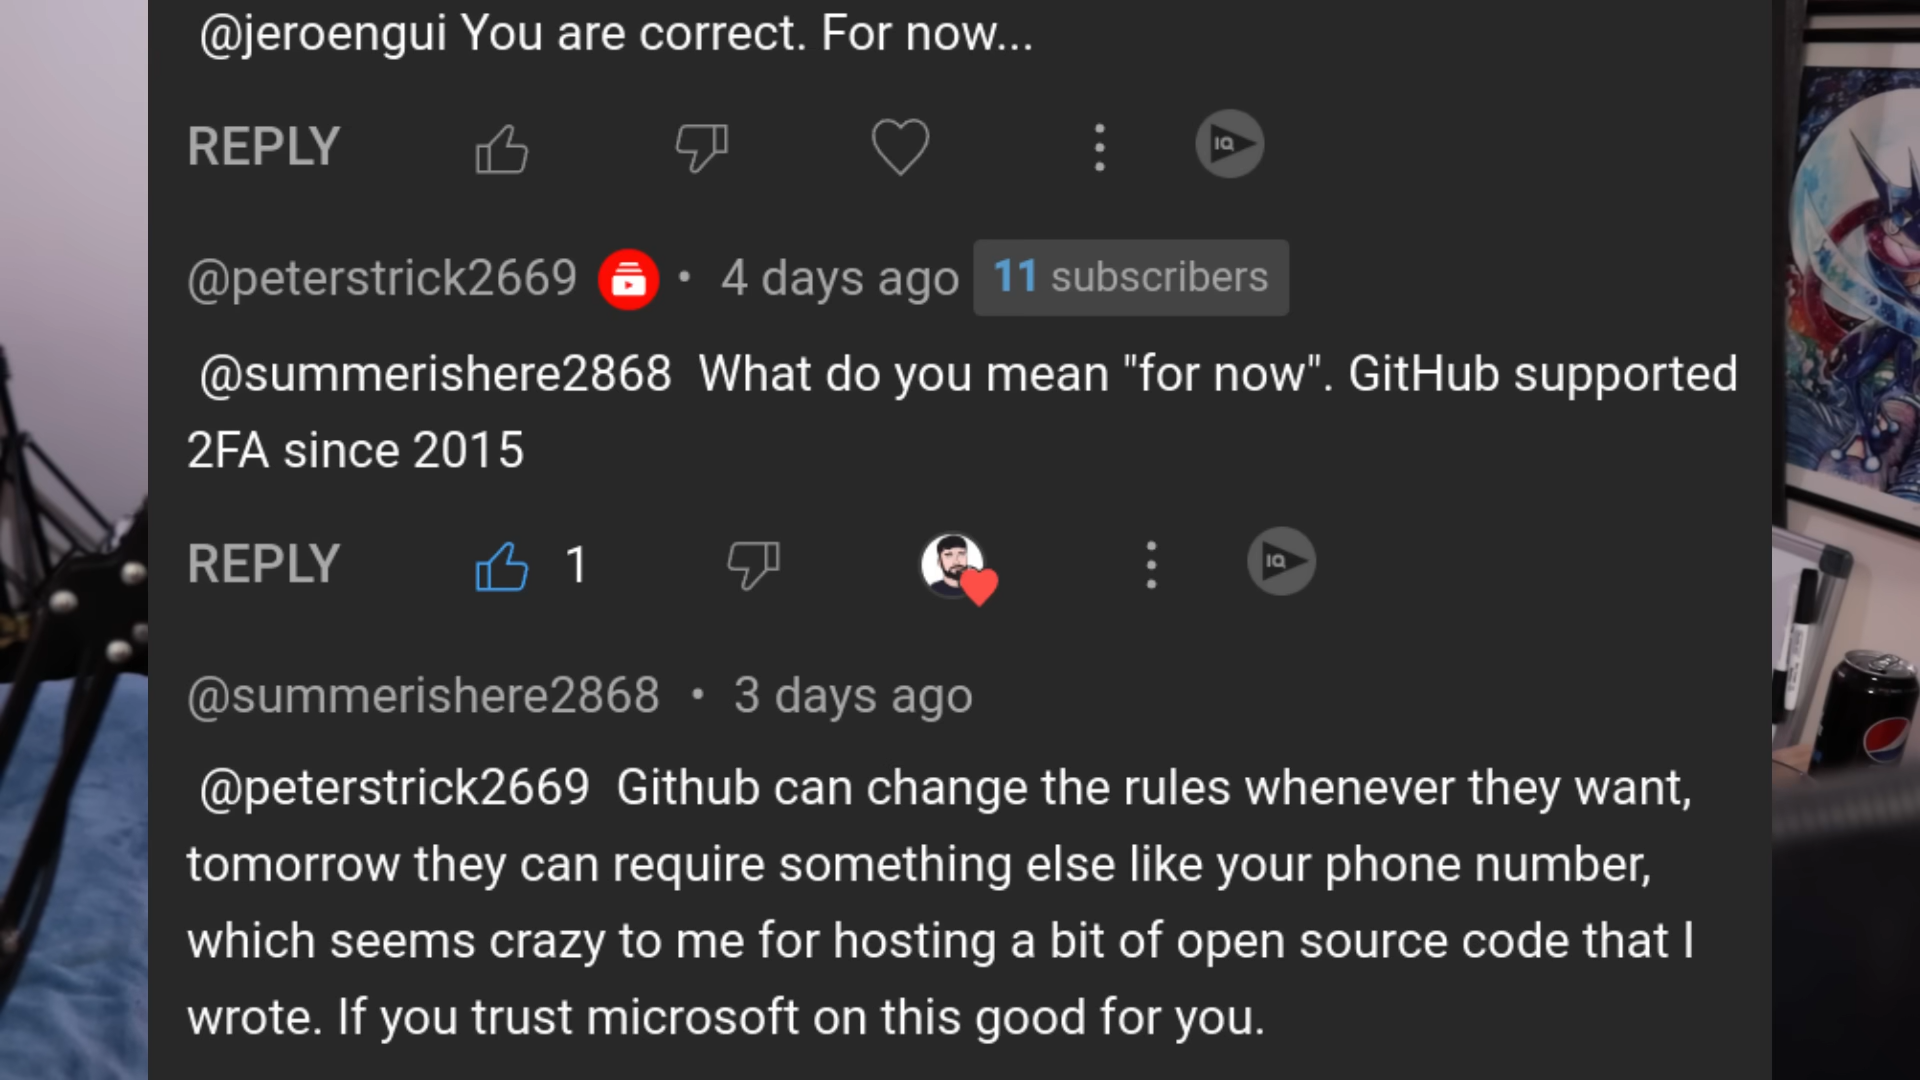 @jeroengui You are correct. For now...
REPLY
IQ
@peterstrick2669 • 4 days ago 11 subscribers
@summerishere2868 What do you mean "for now". GitHub supported
2FA since 2015
REPLY 1
IQ
@summerishere2868 • 3 days ago
@peterstrick2669 Github can change the rules whenever they want,
tomorrow they can require something else like your phone number,
which seems crazy to me for hosting a bit of open source code that I
wrote. If you trust microsoft on this good for you.